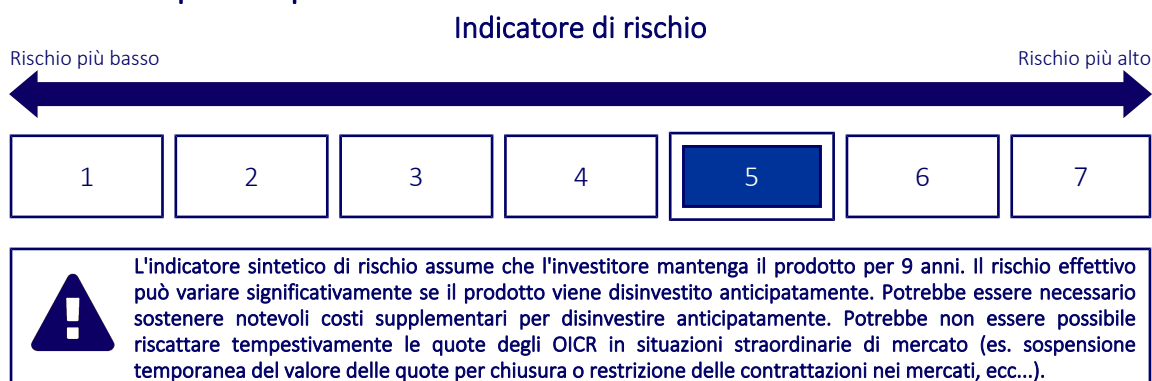 Indicatore di rischio
Rischio più basso
Rischio più alto
1 2 3 4 5 6 7
L'indicatore sintetico di rischio assume che l'investitore mantenga il prodotto per 9 anni. Il rischio effettivo
può variare significativamente se il prodotto viene disinvestito anticipatamente. Potrebbe essere necessario
sostenere notevoli costi supplementari per disinvestire anticipatamente. Potrebbe non essere possibile
riscattare tempestivamente le quote degli OICR in situazioni straordinarie di mercato (es. sospensione
temporanea del valore delle quote per chiusura o restrizione delle contrattazioni nei mercati, ecc...).